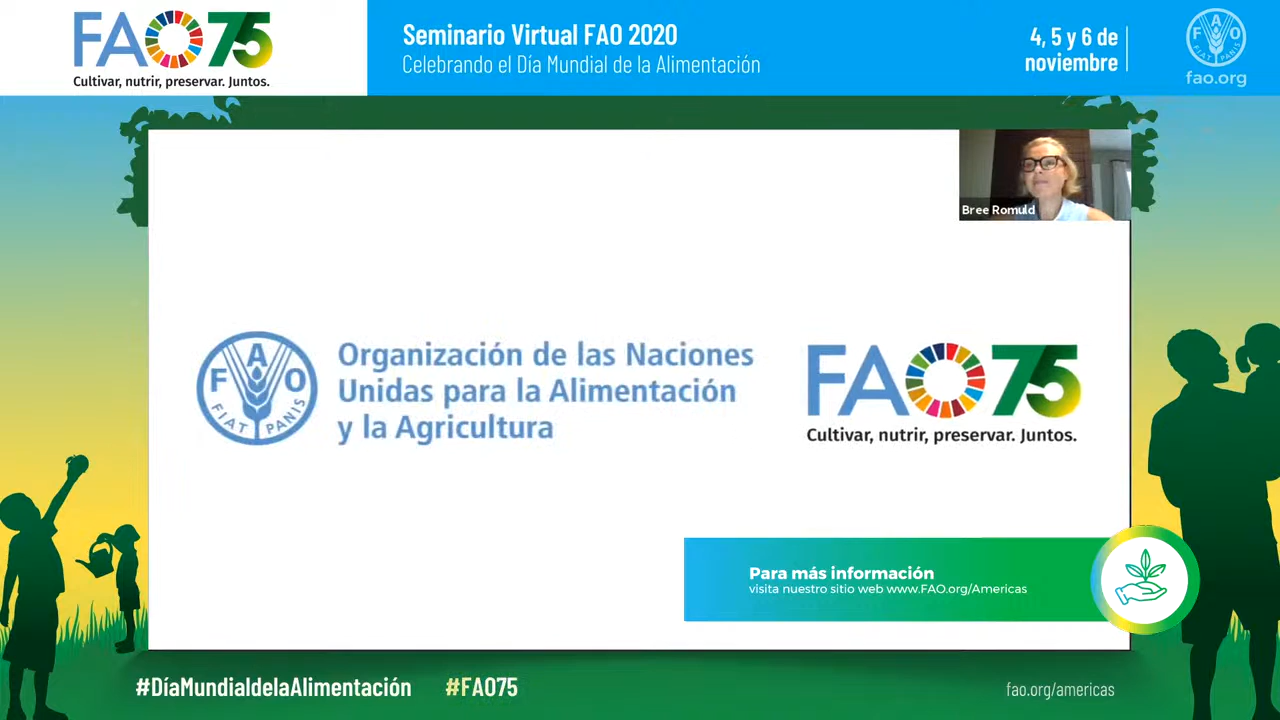 FAO75
Cultivar, nutrir, preservar. Juntos.
Seminario Virtual FAO 2020
Celebrando el Día Mundial de la Alimentación
4, 5 y 6 de
noviembre
F A O
FIAT PANIS
fao.org
Bree Romuld
F A O
FIAT PANIS
Organización de las Naciones
Unidas para la Alimentación
y la Agricultura
FAO75
Cultivar, nutrir, preservar. Juntos.
Para más información
visita nuestro sitio web www.FAO.org/Americas
#DíaMundialdelaAlimentación
#FAO75
fao.org/americas